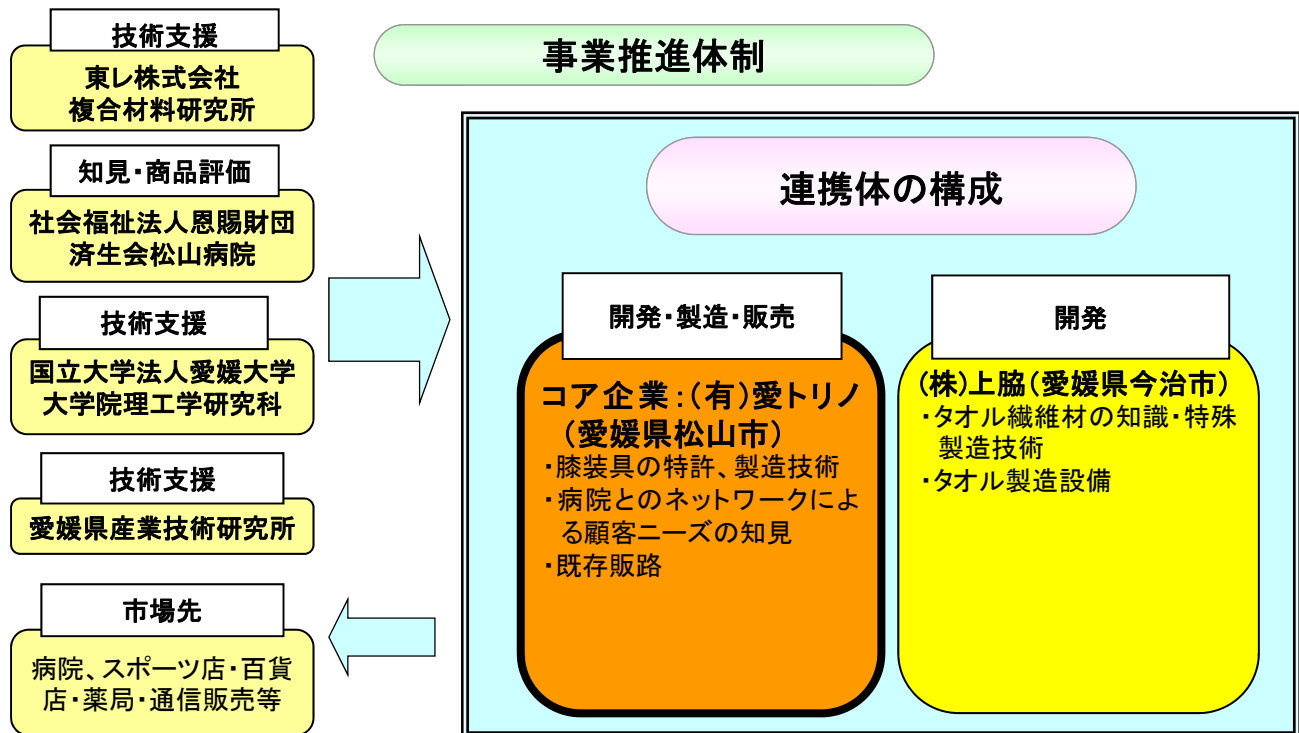 技術支援
東レ株式会社
複合材料研究所
知見・商品評価
社会福祉法人恩賜財団
済生会松山病院
技術支援
国立大学法人愛媛大学
大学院理工学研究科
技術支援
愛媛県産業技術研究所
市場先
病院、スポーツ店・百貨
店・薬局・通信販売等
事業推進体制
連携体の構成
開発・製造・販売
コア企業：（有）愛トリノ
（愛媛県松山市）
・膝装具の特許、製造技術
・病院とのネットワークによ
る顧客ニーズの知見
・既存販路
開発
（株）上脇（愛媛県今治市）
・タオル繊維材の知識・特殊
製造技術
・タオル製造設備